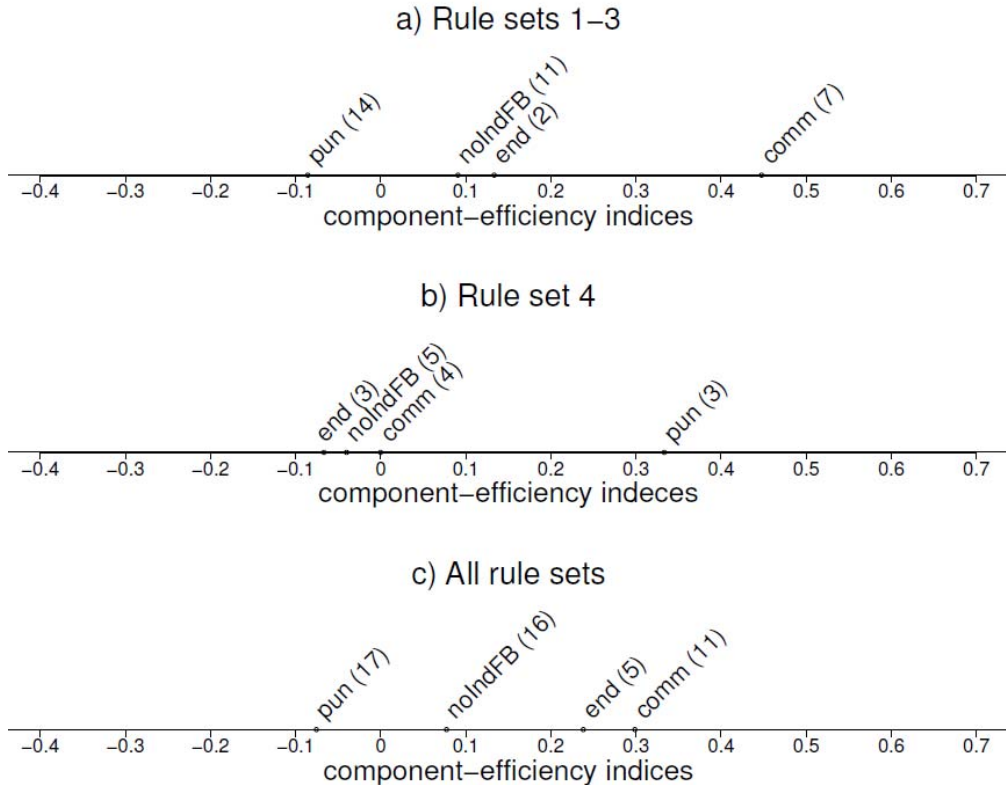 a) Rule sets 1−3
pun (14)
noIndFB (11)
end (2)
comm (7)
−0.4 −0.3 −0.2 −0.1 0 0.1 0.2 0.3 0.4 0.5 0.6 0.7
component−efficiency indices
b) Rule set 4
end (3)
noIndFB (5)
comm (4)
pun (3)
−0.4 −0.3 −0.2 −0.1 0 0.1 0.2 0.3 0.4 0.5 0.6 0.7
component−efficiency indeces
c) All rule sets
pun (17)
noIndFB (16)
end (5)
comm (11)
−0.4 −0.3 −0.2 −0.1 0 0.1 0.2 0.3 0.4 0.5 0.6 0.7
component−efficiency indices